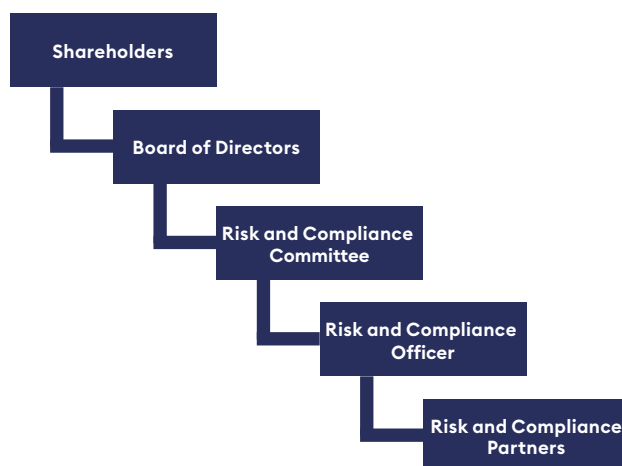 Shareholders
Board of Directors
Risk and Compliance
Committee
Risk and Compliance
Officer
Risk and Compliance
Partners